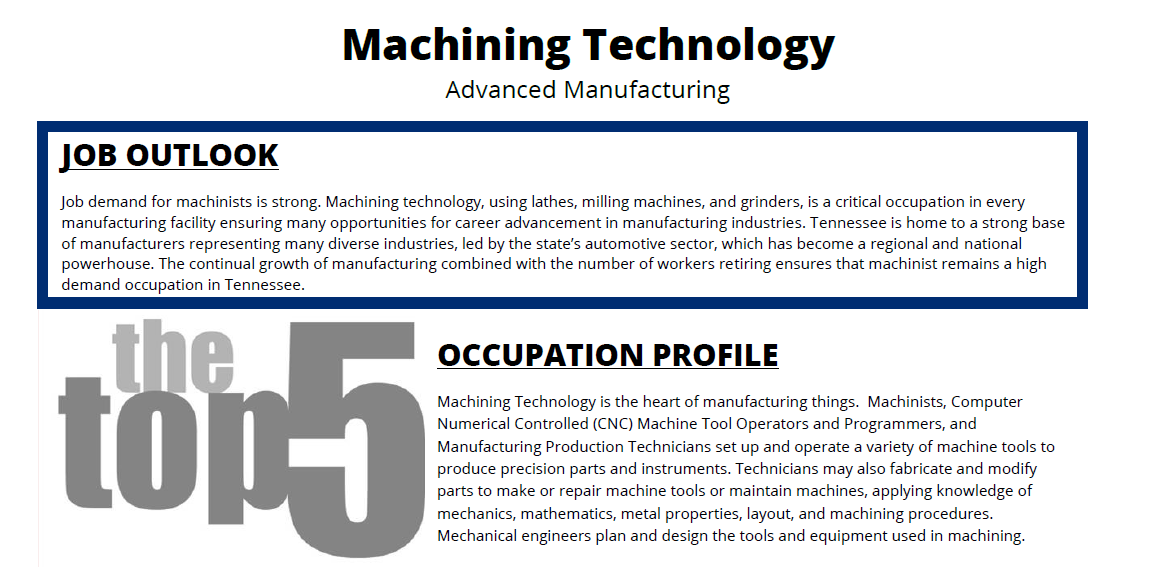 Machining Technology
Advanced Manufacturing
JOB OUTLOOK
Job demand for machinists is strong. Machining technology, using lathes, milling machines, and grinders, is a critical occupation in every
manufacturing facility ensuring many opportunities for career advancement in manufacturing industries. Tennessee is home to a strong base
of manufacturers representing many diverse industries, led by the state’s automotive sector, which has become a regional and national
powerhouse. The continual growth of manufacturing combined with the number of workers retiring ensures that machinist remains a high
demand occupation in Tennessee.
the
top5
OCCUPATION PROFILE
Machining Technology is the heart of manufacturing things.  Machinists, Computer
Numerical Controlled (CNC) Machine Tool Operators and Programmers, and
Manufacturing Production Technicians set up and operate a variety of machine tools to
produce precision parts and instruments. Technicians may also fabricate and modify
parts to make or repair machine tools or maintain machines, applying knowledge of
mechanics, mathematics, metal properties, layout, and machining procedures.
Mechanical engineers plan and design the tools and equipment used in machining.